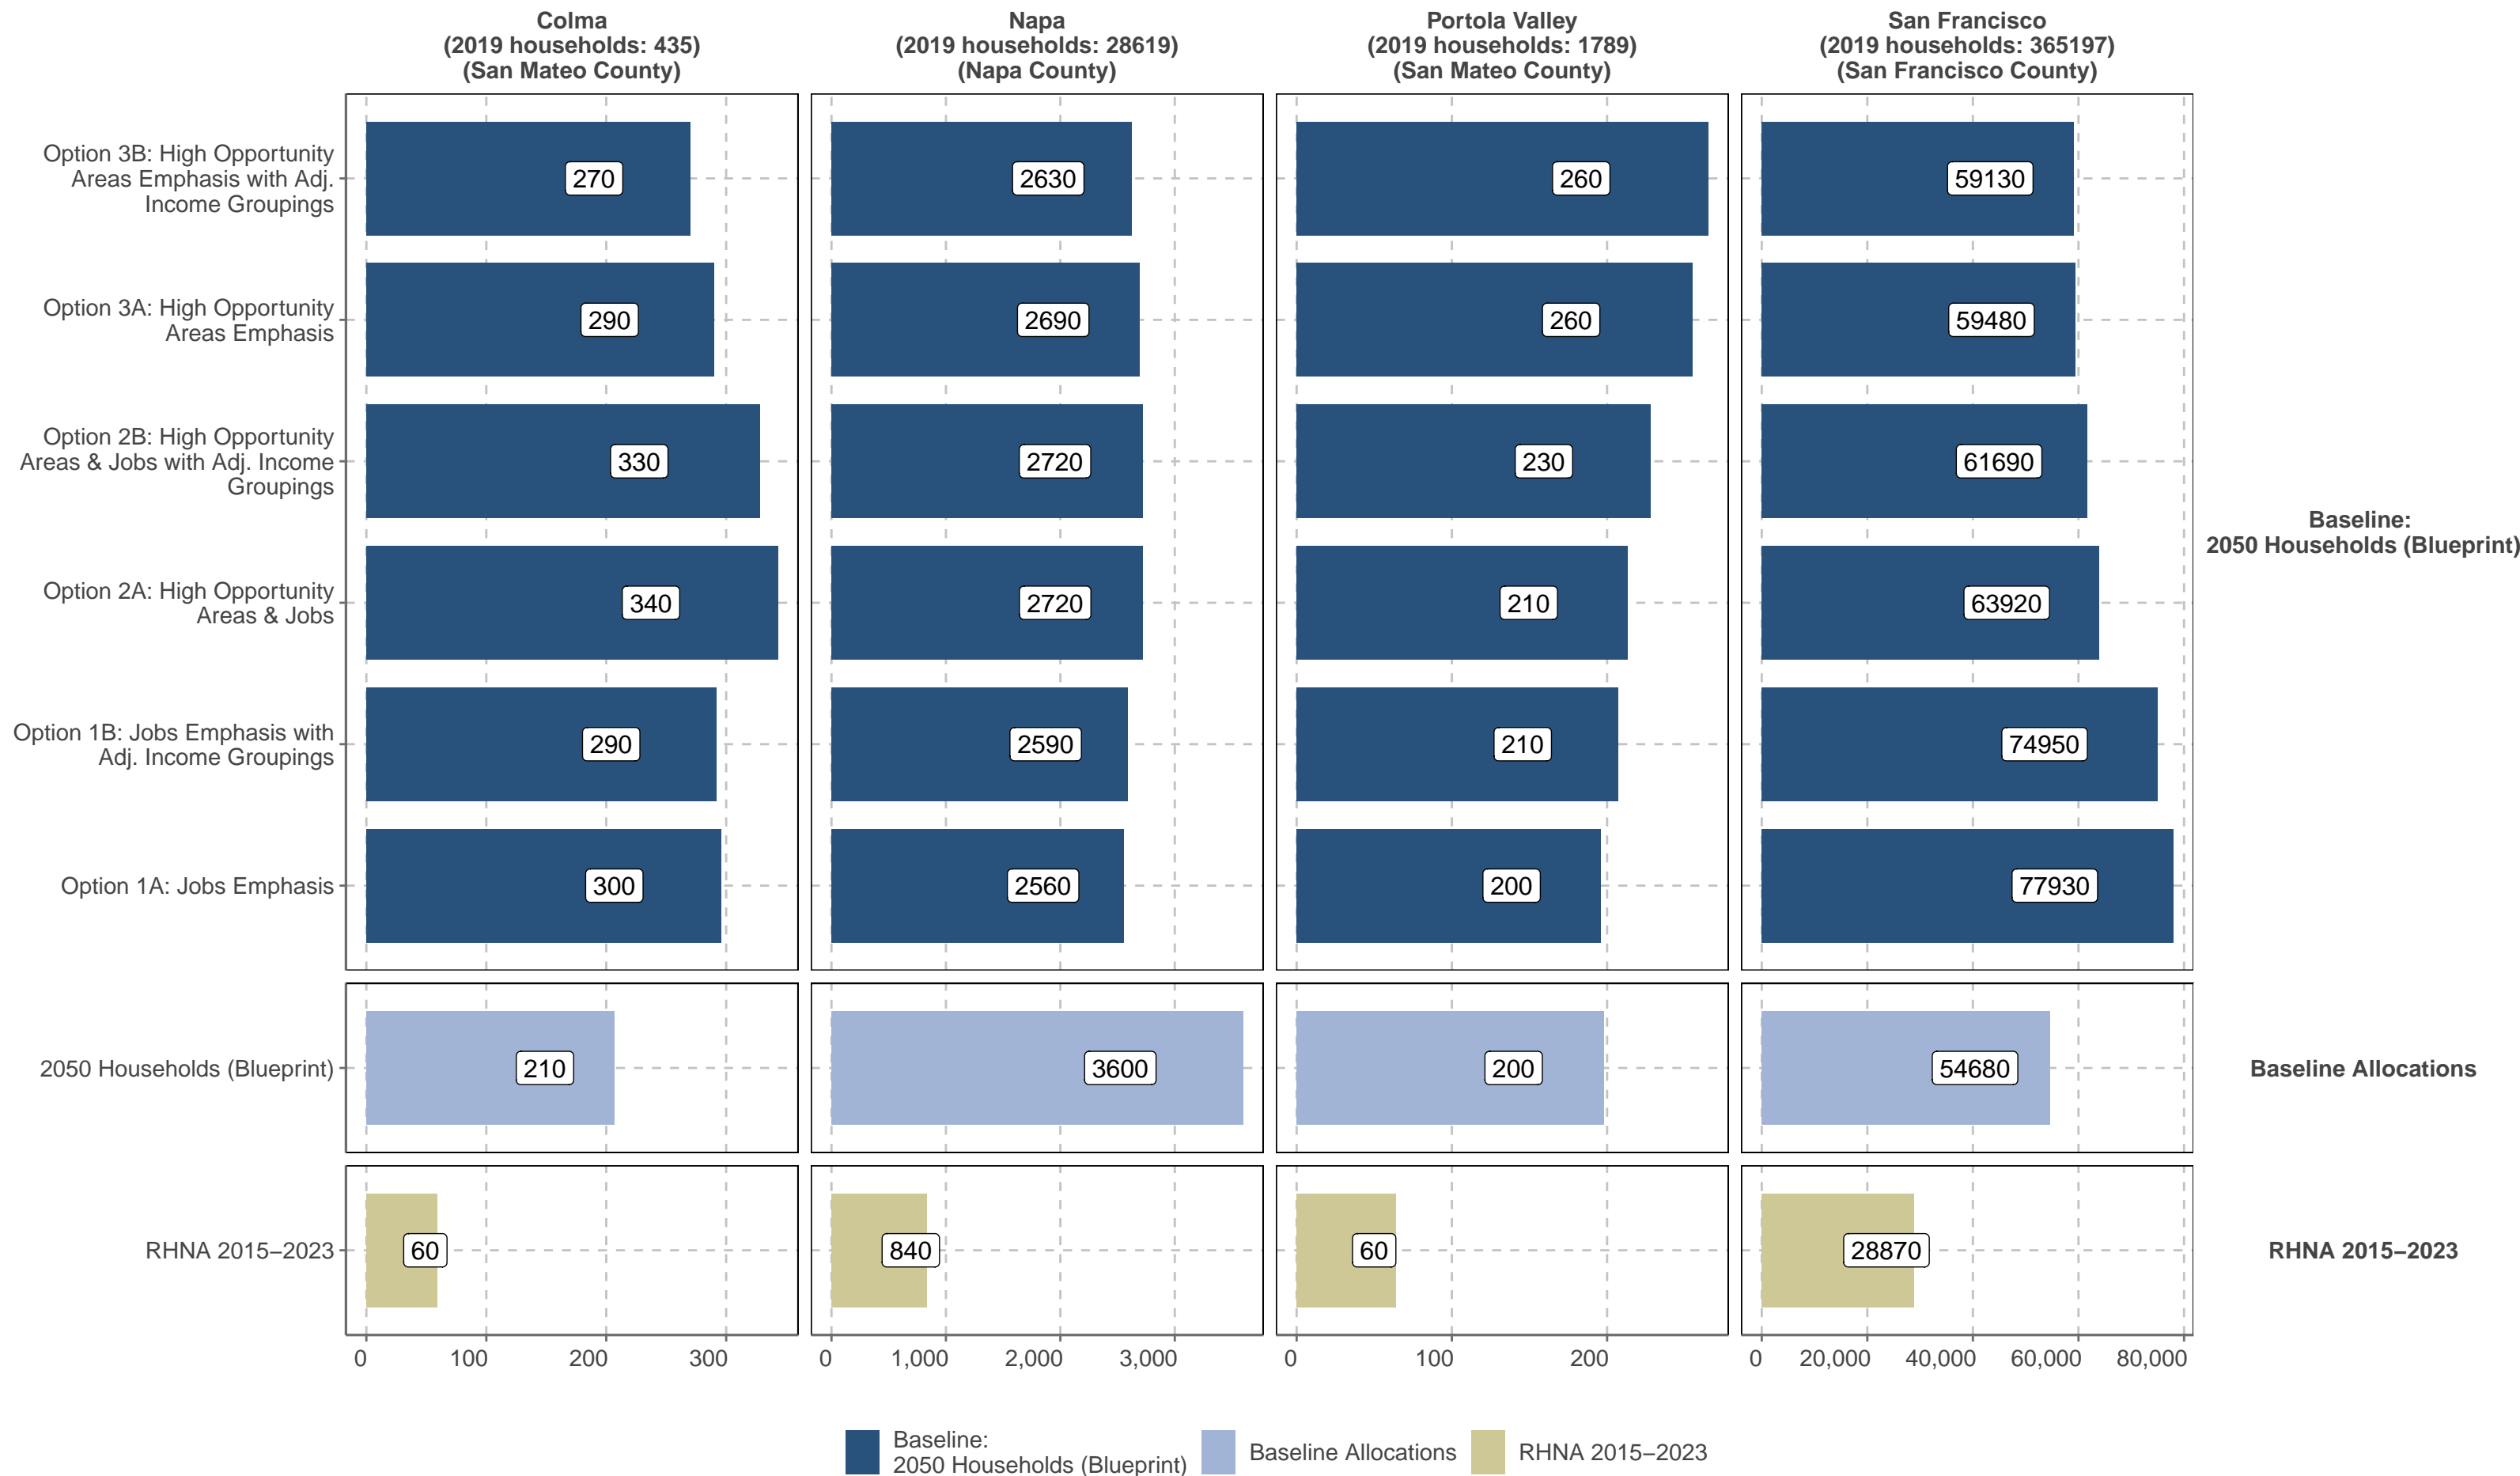 Colma
(2019 households: 435)
(San Mateo County)
Napa
(2019 households: 28619)
(Napa County)
Portola Valley
(2019 households: 1789)
(San Mateo County)
San Francisco
(2019 households: 365197)
(San Francisco County)
Option 3B: High Opportunity
Areas Emphasis with Adj.
Income Groupings
270
2630
260
59130
Option 3A: High Opportunity
Areas Emphasis
290
2690
260
59480
Option 2B: High Opportunity
Areas & Jobs with Adj. Income
Groupings
330
2720
230
61690
Baseline:
2050 Households (Blueprint)
Option 2A: High Opportunity
Areas & Jobs
340
2720
210
63920
Option 1B: Jobs Emphasis with
Adj. Income Groupings
290
2590
210
74950
Option 1A: Jobs Emphasis
300
2560
200
77930
2050 Households (Blueprint)
210
3600
200
54680
Baseline Allocations
RHNA 2015−2023
60
840
60
28870
RHNA 2015−2023
0 100 200 300
0 1,000 2,000 3,000
0 100 200
0 20,000 40,000 60,000 80,000
Baseline:
2050 Households (Blueprint)
Baseline Allocations
RHNA 2015−2023